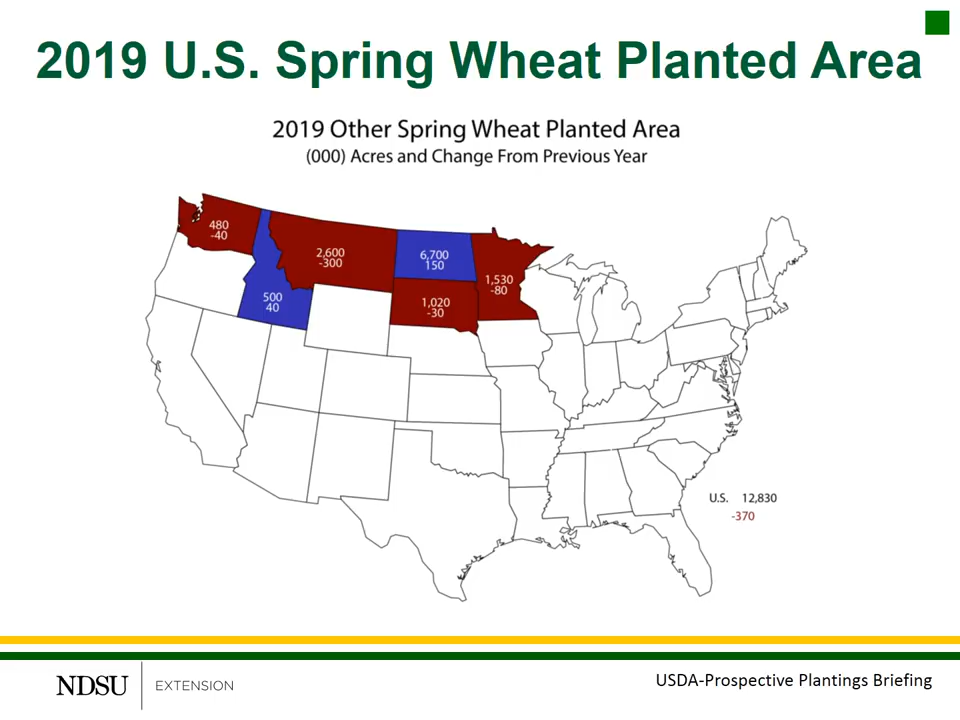 2019 U.S. Spring Wheat Planted Area
2019 Other Spring Wheat Planted Area
(000) Acres and Change From Previous Year
480
-40
2,600
-300
6,700
150
1,530
-80
500
40
1,020
-30
U.S. 12,830
-370
NDSU EXTENSION
USDA-Prospective Plantings Briefing